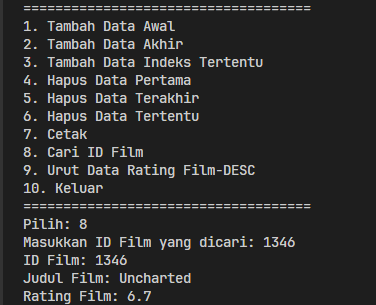 ====================================
1. Tambah Data Awal
2. Tambah Data Akhir
3. Tambah Data Indeks Tertentu
4. Hapus Data Pertama
5. Hapus Data Terakhir
6. Hapus Data Tertentu
7. Cetak
8. Cari ID Film
9. Urut Data Rating Film-DESC
10. Keluar
====================================
Pilih: 8
Masukkan ID Film yang dicari: 1346
ID Film: 1346
Judul Film: Uncharted
Rating Film: 6.7